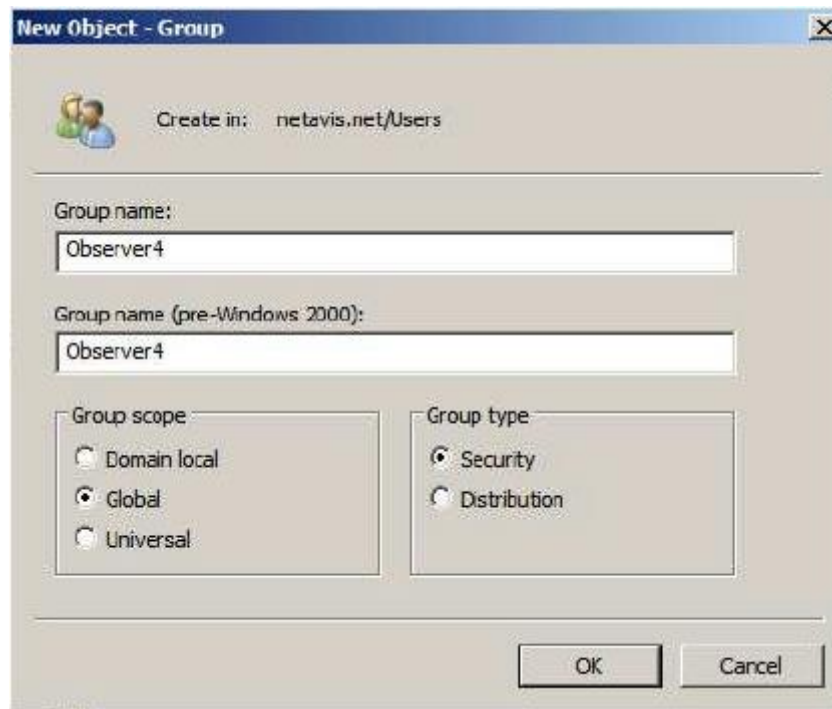 New Object - Group
Create in: netavis.net/Users
Group name:
Observer4
Group name (pre-Windows 2000):
Observer4
Group scope
Domain local
Global
Universal
Group type
Security
Distribution
OK
Cancel